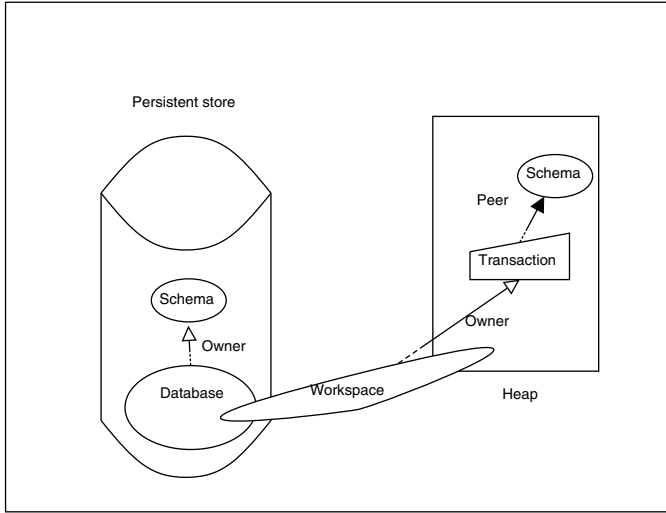 Persistent store
Schema
Peer
Transaction
Owner
Schema
Owner
Database
Workspace
Heap